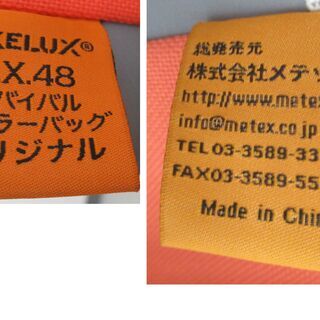 KELUX®
X.48
バイバル
ラーバッグ
リジナル
総発売元
株式会社メテッ
http://www.metex
info@metex.co.jp
TEL03-3589-33
FAX03-3589-55
Made in Chin